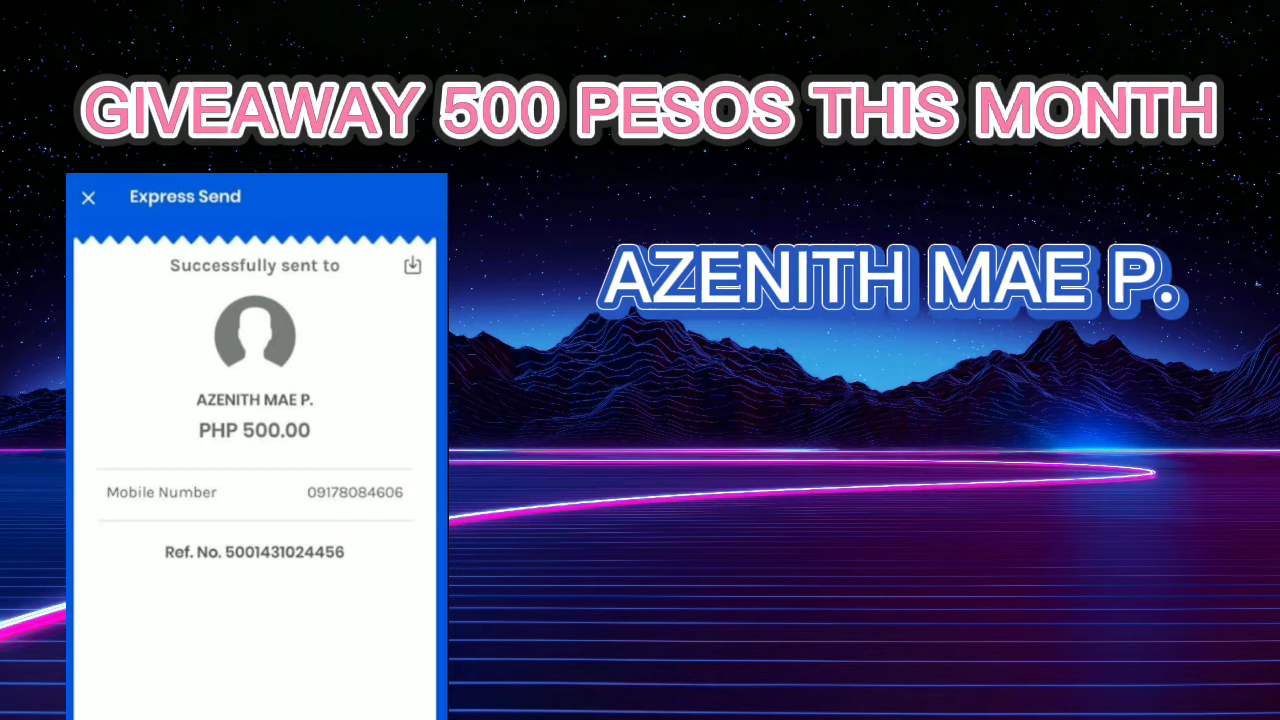 GIVEAWAY 500 PESOS THIS MONTH
Express Send
Successfully sent to
AZENITH MAE P.
PHP 500.00
Mobile Number 09178084606
Ref. No. 5001431024456
AZENITH MAE P.